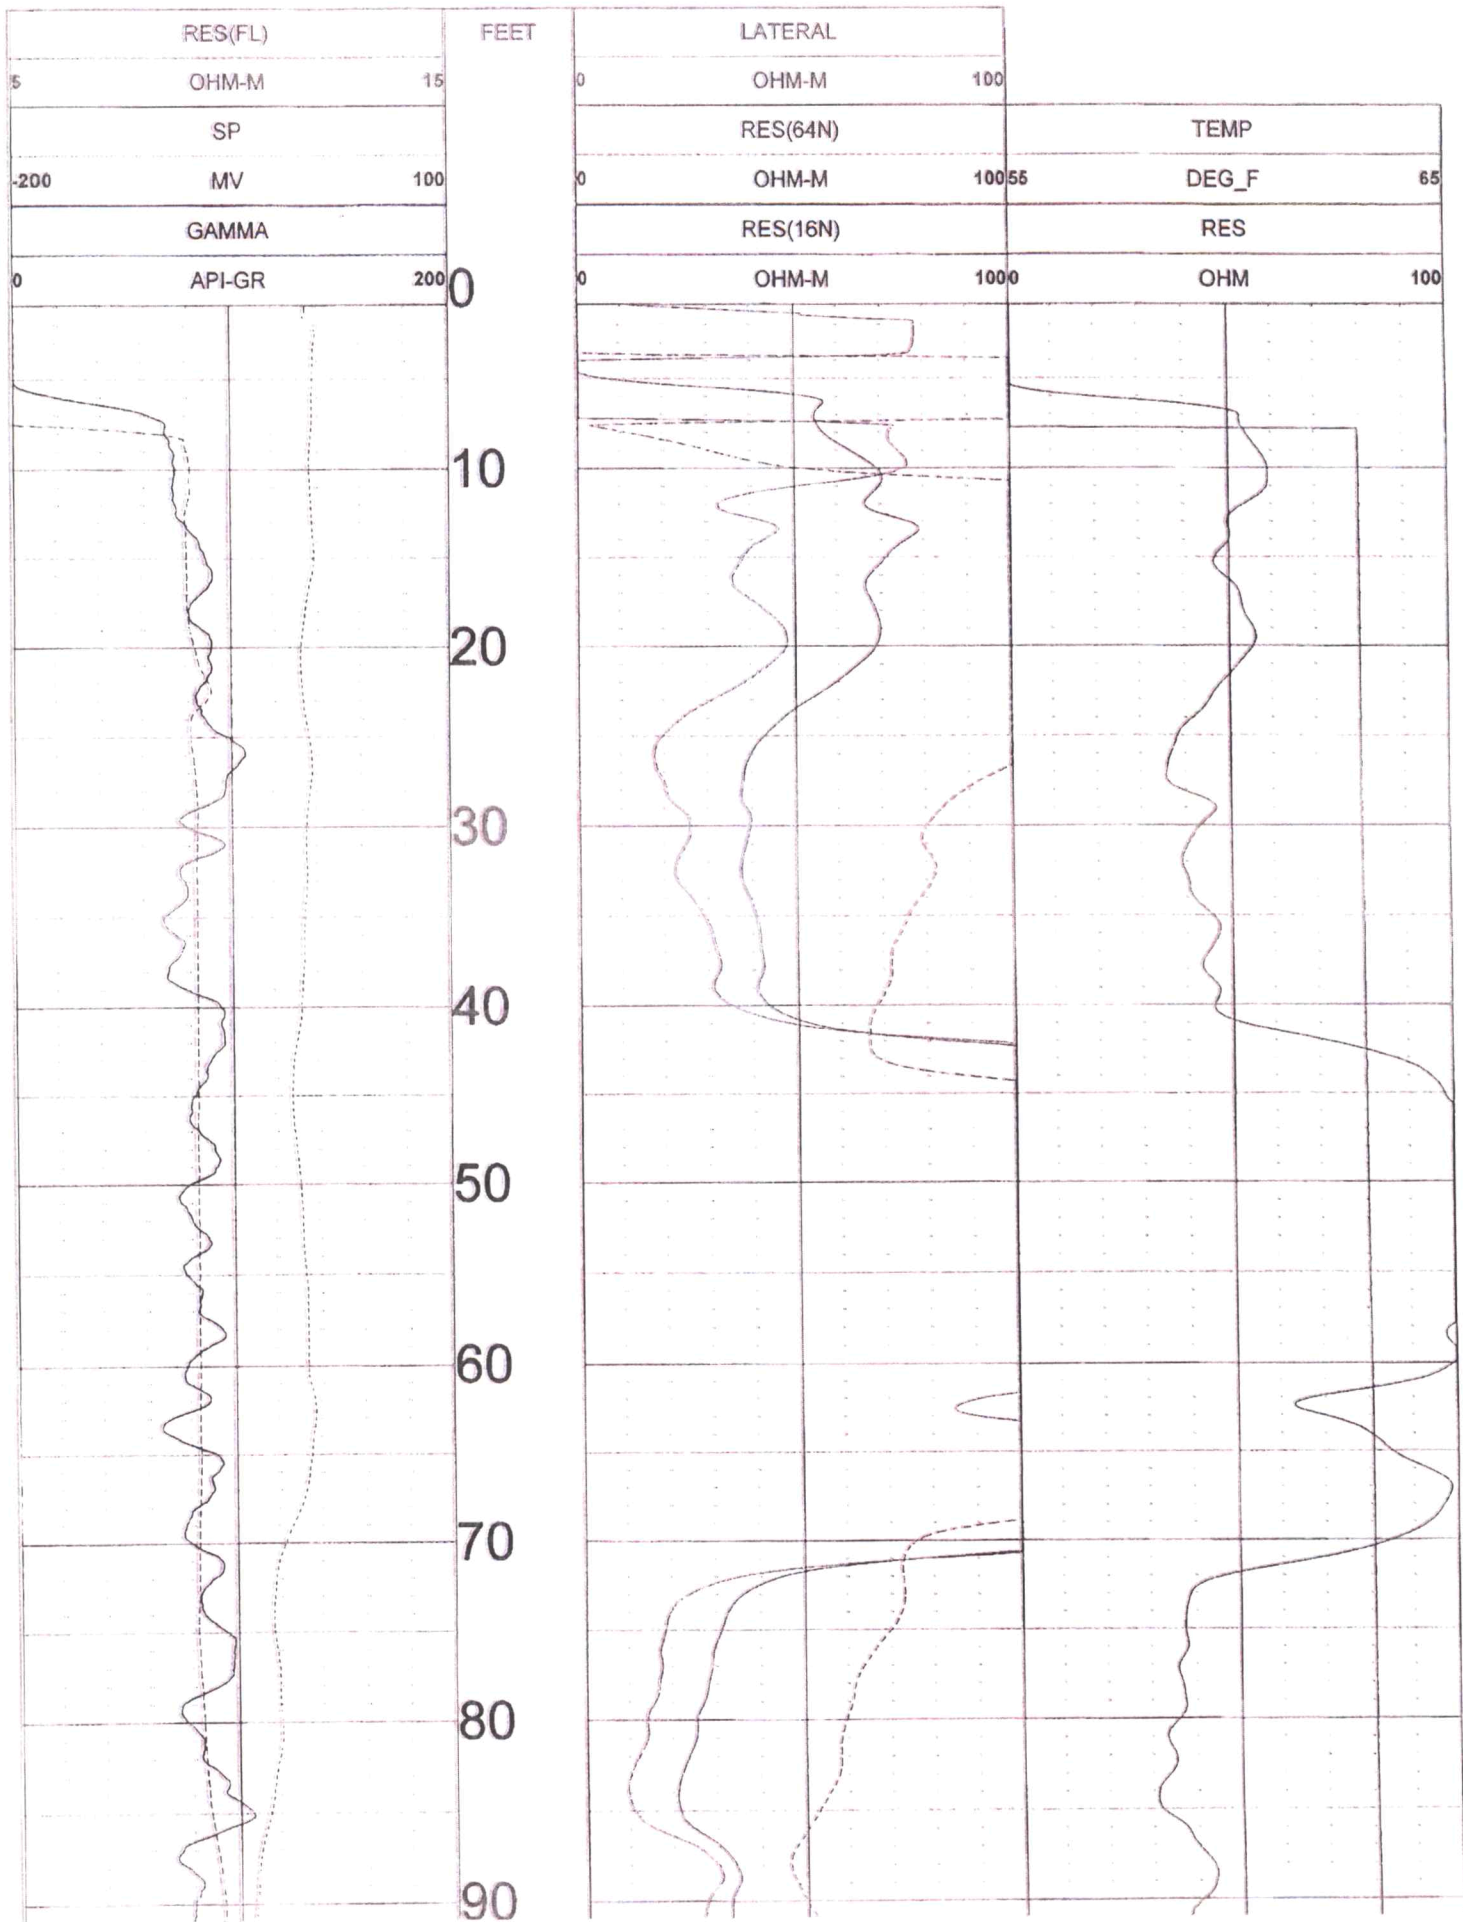 RES(FL) FEET LATERAL
5 OHM-M 15 0 OHM-M 100
SP RES(64N) TEMP
-200 MV 100 0 OHM-M 100 55 DEG_F 65
GAMMA RES(16N) RES
0 API-GR 200 0 OHM-M 100 0 OHM 100
0
10
20
30
40
50
60
70
80
90